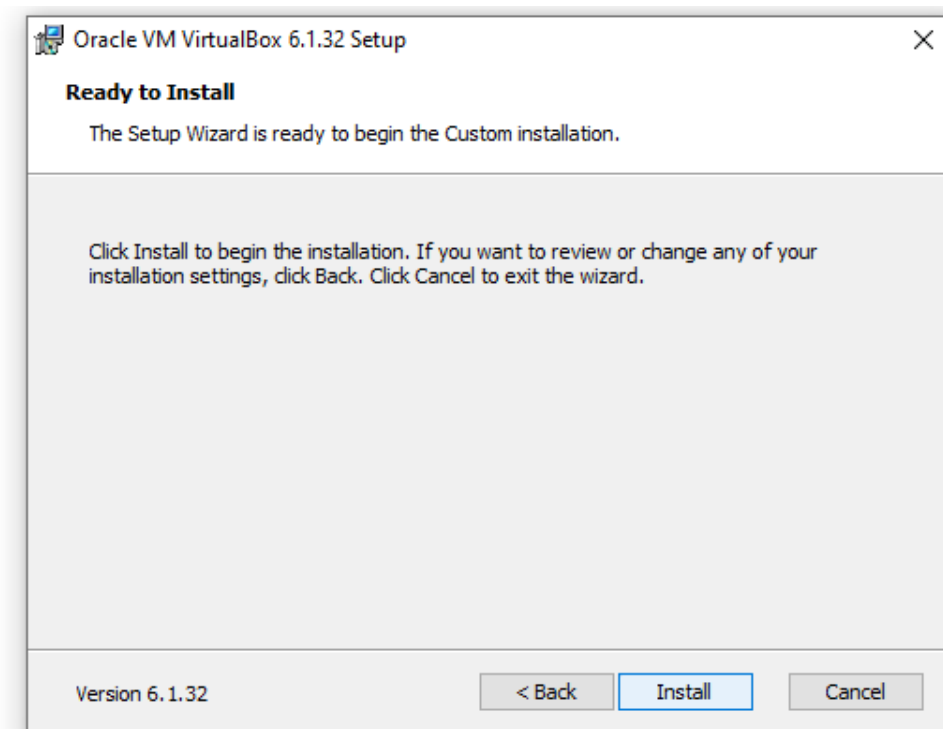 Oracle VM VirtualBox 6.1.32 Setup
Ready to Install
The Setup Wizard is ready to begin the Custom installation.
Click Install to begin the installation. If you want to review or change any of your
installation settings, click Back. Click Cancel to exit the wizard.
Version 6.1.32
< Back
Install
Cancel